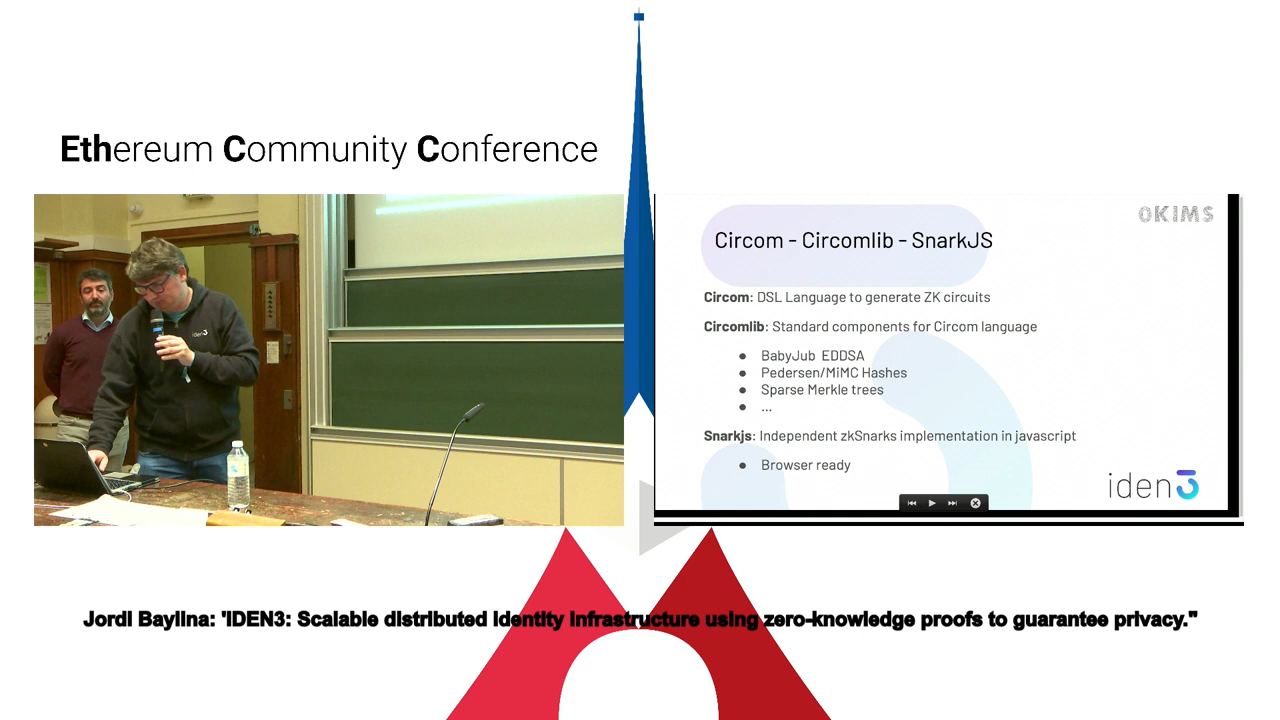 Ethereum Community Conference
iden3
0KIMS
Circom - Circomlib - SnarkJS
Circom: DSL Language to generate ZK circuits
Circomlib: Standard components for Circom language
● BabyJub EDDSA
● Pedersen/MiMC Hashes
● Sparse Merkle trees
● ...
Snarkjs: Independent zkSnarks implementation in javascript
● Browser ready
iden3
Jordi Baylina: "IDEN3: Scalable distributed identity infrastructure using zero-knowledge proofs to guarantee privacy."